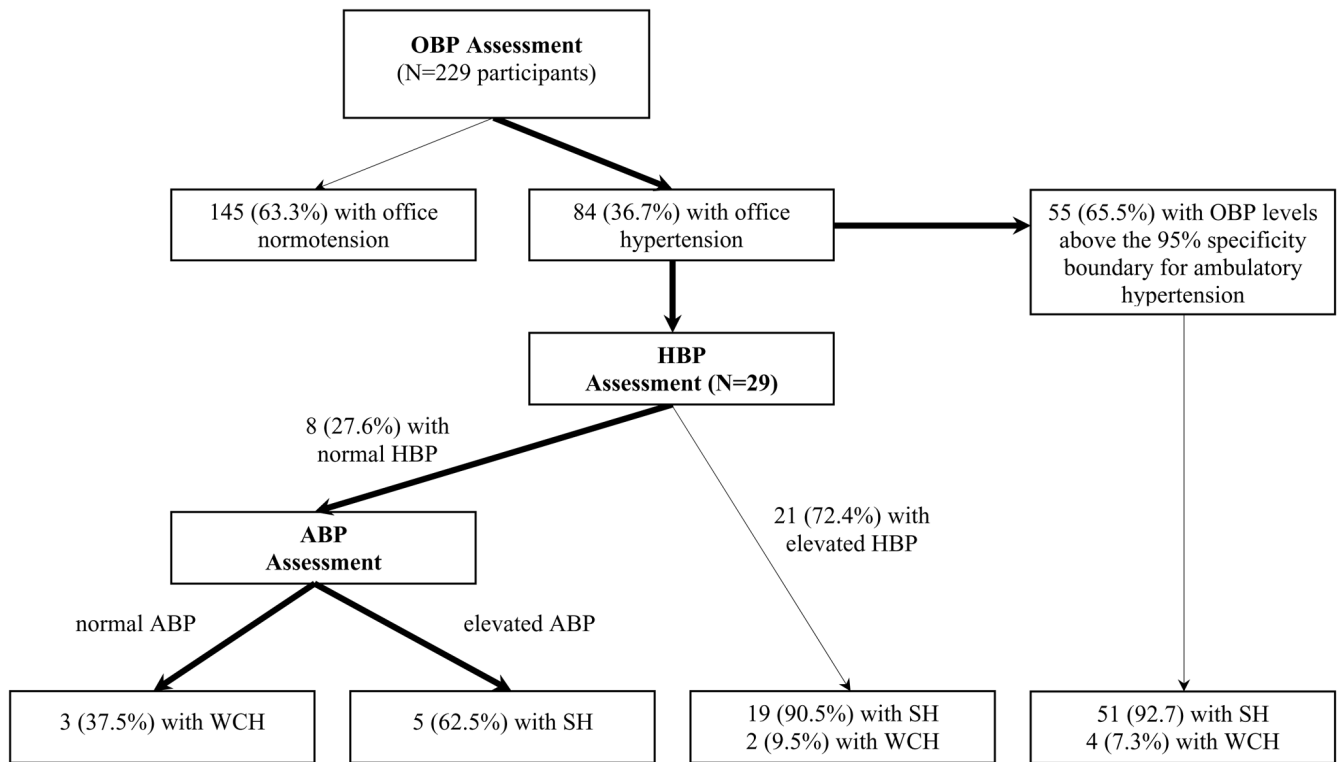 OBP Assessment
(N=229 participants)
145 (63.3%) with office
normotension
84 (36.7%) with office
hypertension
55 (65.5%) with OBP levels
above the 95% specificity
boundary for ambulatory
hypertension
HBP
Assessment (N=29)
8 (27.6%) with
normal HBP
21 (72.4%) with
elevated HBP
ABP
Assessment
normal ABP
elevated ABP
3 (37.5%) with WCH
5 (62.5%) with SH
19 (90.5%) with SH
2 (9.5%) with WCH
51 (92.7) with SH
4 (7.3%) with WCH